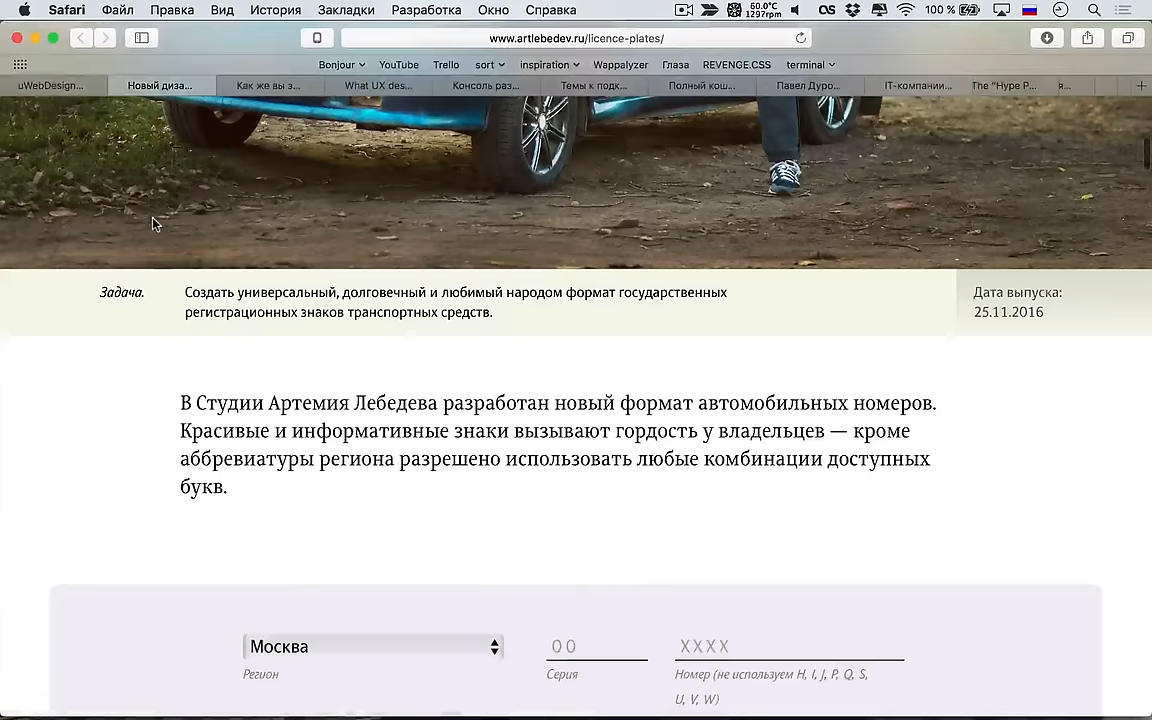 Safari Файл Правка Вид История Закладки Разработка Окно Справка 60.0°C 1297rpm 100 %
www.artlebedev.ru/licence-plates/
Bonjour YouTube Trello sort inspiration Wappalyzer Глаза REVENGE.CSS terminal
uWebDesign... Новый диза... Как же вы з... What UX des... Консоль раз... Темы к подк... Полный кош... Павел Дуро... IT-компании... The "Hype P... я...
Задача. Создать универсальный, долговечный и любимый народом формат государственных
регистрационных знаков транспортных средств.
Дата выпуска:
25.11.2016
В Студии Артемия Лебедева разработан новый формат автомобильных номеров.
Красивые и информативные знаки вызывают гордость у владельцев — кроме
аббревиатуры региона разрешено использовать любые комбинации доступных
букв.
Москва 00 XXXX
Регион Серия Номер (не используем H, I, J, P, Q, S,
U, V, W)